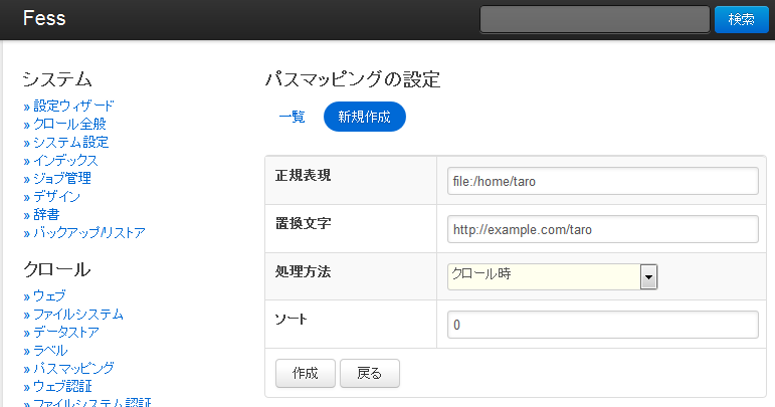 Fess
検索
システム
» 設定ウィザード
» クロール全般
» システム設定
» インデックス
» ジョブ管理
» デザイン
» 辞書
» バックアップ/リストア
クロール
» ウェブ
» ファイルシステム
» データストア
» ラベル
» パスマッピング
» ウェブ認証
» ファイルシステム認証
パスマッピングの設定
一覧
新規作成
正規表現
file:/home/taro
置換文字
http://example.com/taro
処理方法
クロール時
ソート
0
作成
戻る